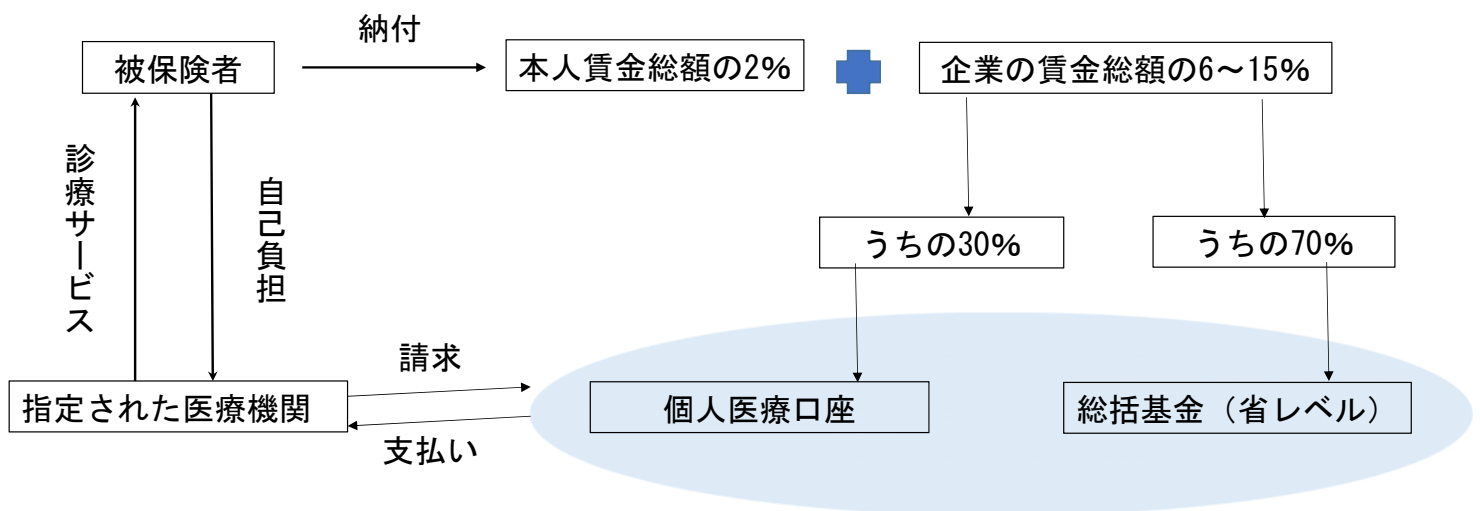 納付
被保険者
本人賃金総額の2%
企業の賃金総額の6～15%
診療サービス
自己負担
うちの30%
うちの70%
請求
指定された医療機関
個人医療口座
総括基金（省レベル）
支払い